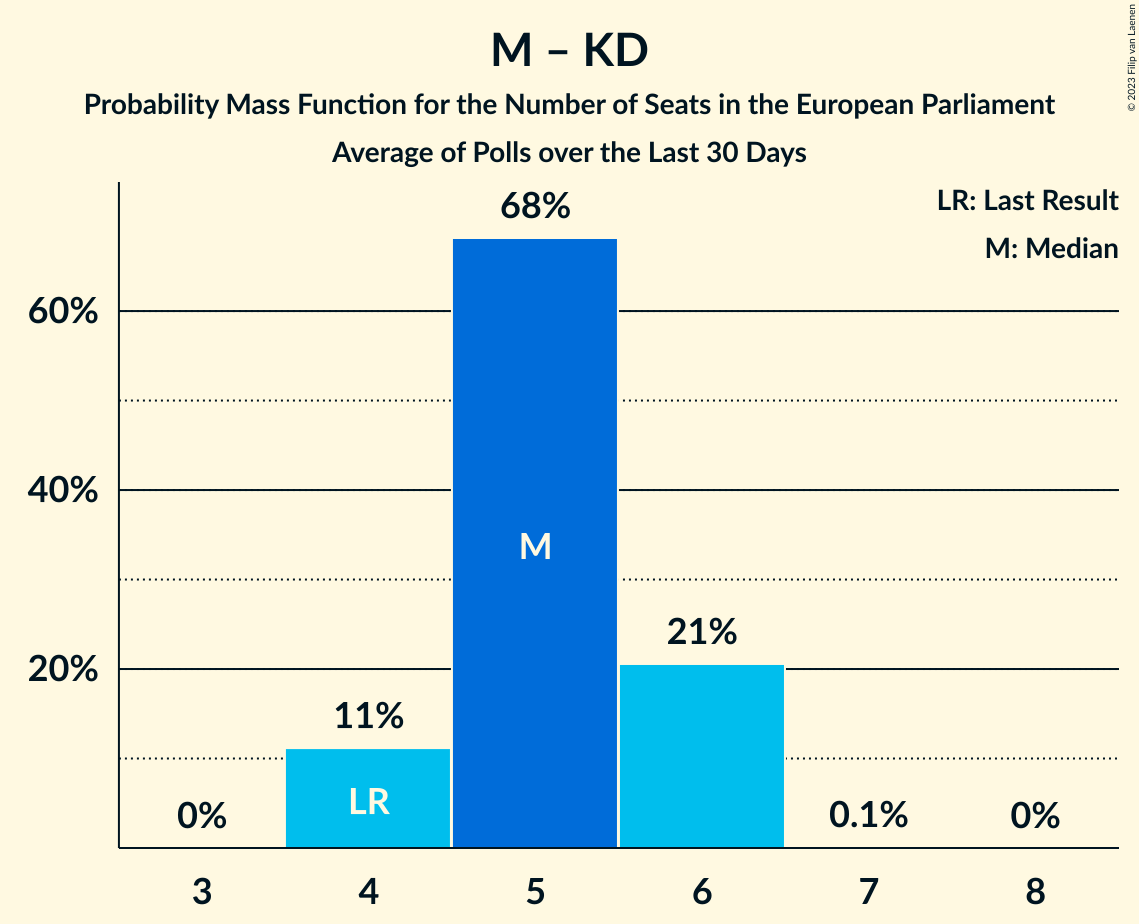 M – KD
Probability Mass Function for the Number of Seats in the European Parliament
Average of Polls over the Last 30 Days
© 2023 Filip van Laenen
LR: Last Result
M: Median
68%
60%
40%
M
21%
20%
11%
LR
0%
0.1%
0%
3 4 5 6 7 8